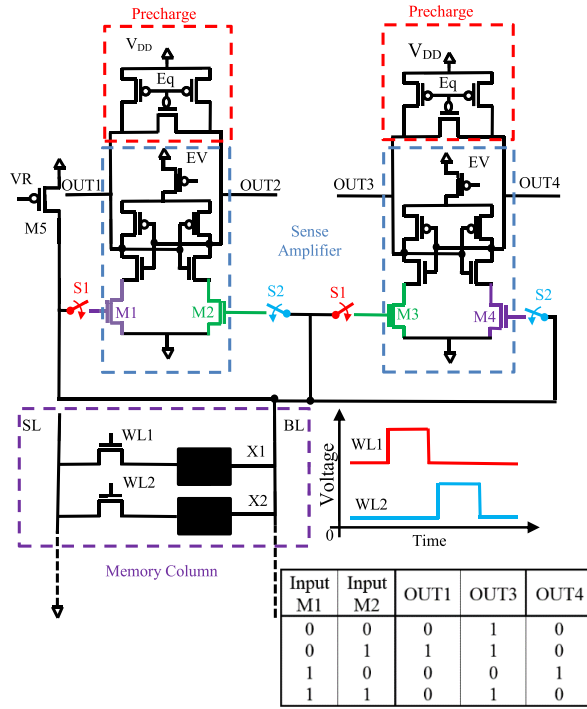 Precharge
Precharge
VDD
VDD
Eq
Eq
VR
OUT1
EV
OUT2
OUT3
EV
OUT4
M5
Sense
Amplifier
S1
S2
S1
S2
M1
M2
M3
M4
SL
WL1
X1
BL
WL2
X2
Memory Column
Voltage
WL1
WL2
0
Time
Input M1 Input M2 OUT1 OUT3 OUT4
0 0 0 1 0
0 1 1 1 0
1 0 0 0 1
1 1 0 1 0